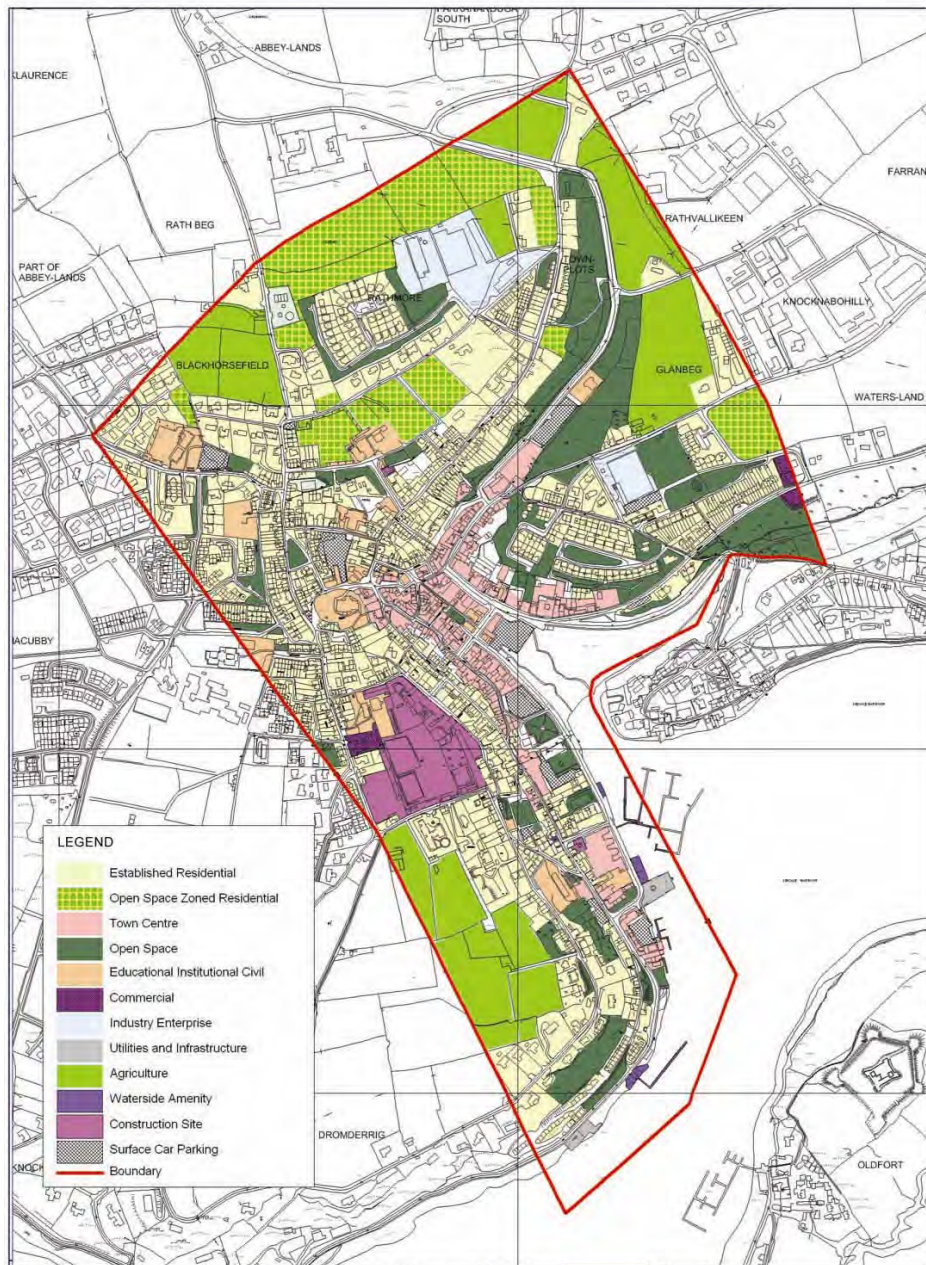 SOUTH
ABBEY-LANDS
KLAURENCE
FARRAN
RATH BEG
RATHVALLIKEEN
PART OF
ABBEY-LANDS
TOWN-
PLOTS
RATHMORE
KNOCKNABOHILLY
BLACKHORSEFIELD
GLANBEG
WATERS-LAND
ACUBBY
LEGEND
Established Residential
Open Space Zoned Residential
Town Centre
Open Space
Educational Institutional Civil
Commercial
Industry Enterprise
Utilities and Infrastructure
Agriculture
Waterside Amenity
Construction Site
Surface Car Parking
Boundary
DROMDERRIG
KNOCK
OLDFORT